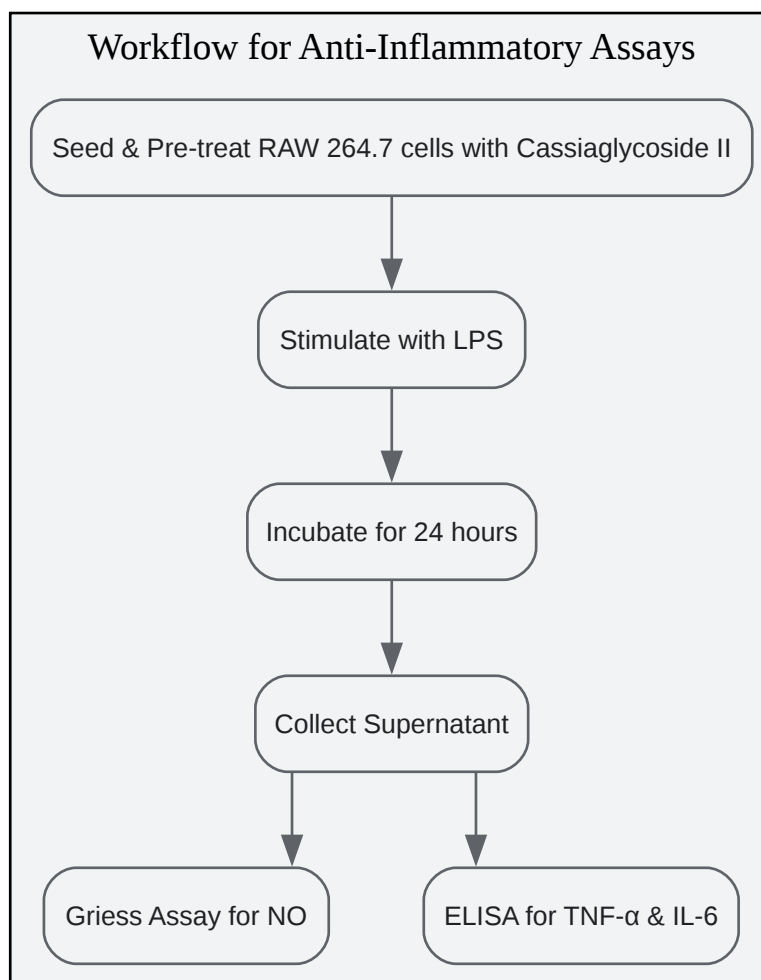 Workflow for Anti-Inflammatory Assays
Seed & Pre-treat RAW 264.7 cells with Cassiaglycoside II
Stimulate with LPS
Incubate for 24 hours
Collect Supernatant
Griess Assay for NO
ELISA for TNF-α & IL-6